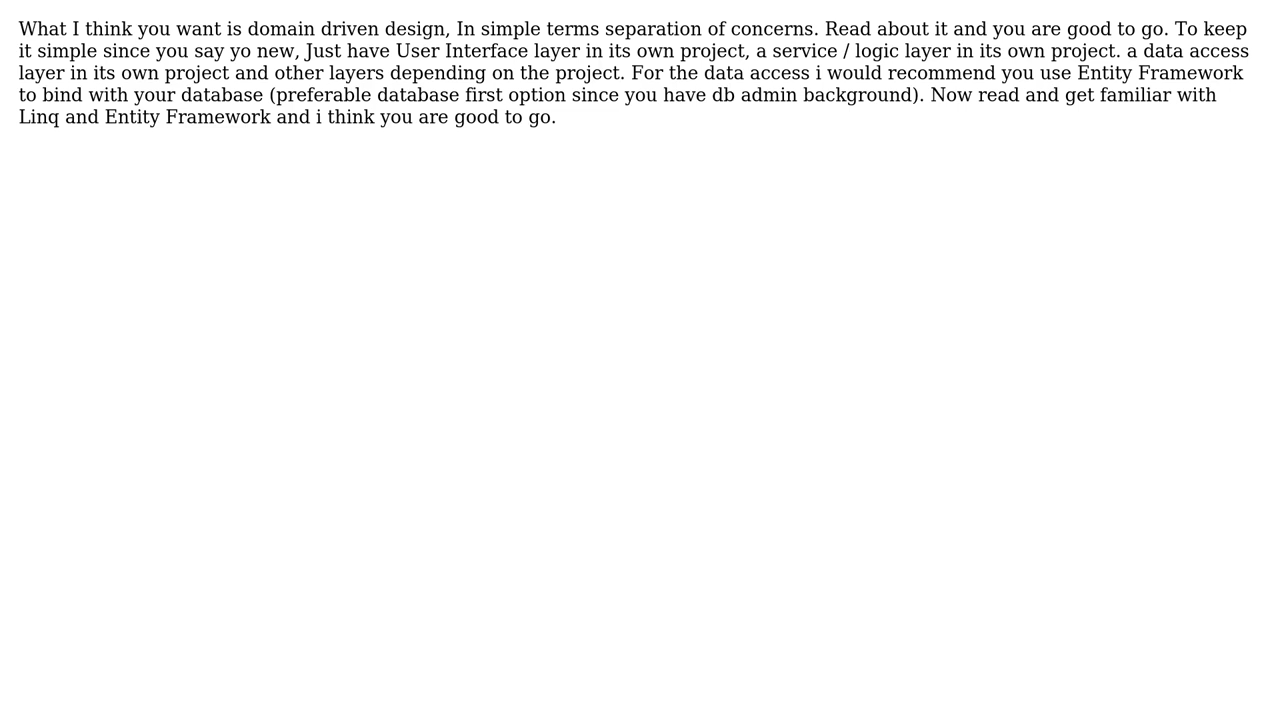 What I think you want is domain driven design, In simple terms separation of concerns. Read about it and you are good to go. To keep
it simple since you say yo new, Just have User Interface layer in its own project, a service / logic layer in its own project. a data access
layer in its own project and other layers depending on the project. For the data access i would recommend you use Entity Framework
to bind with your database (preferable database first option since you have db admin background). Now read and get familiar with
Linq and Entity Framework and i think you are good to go.